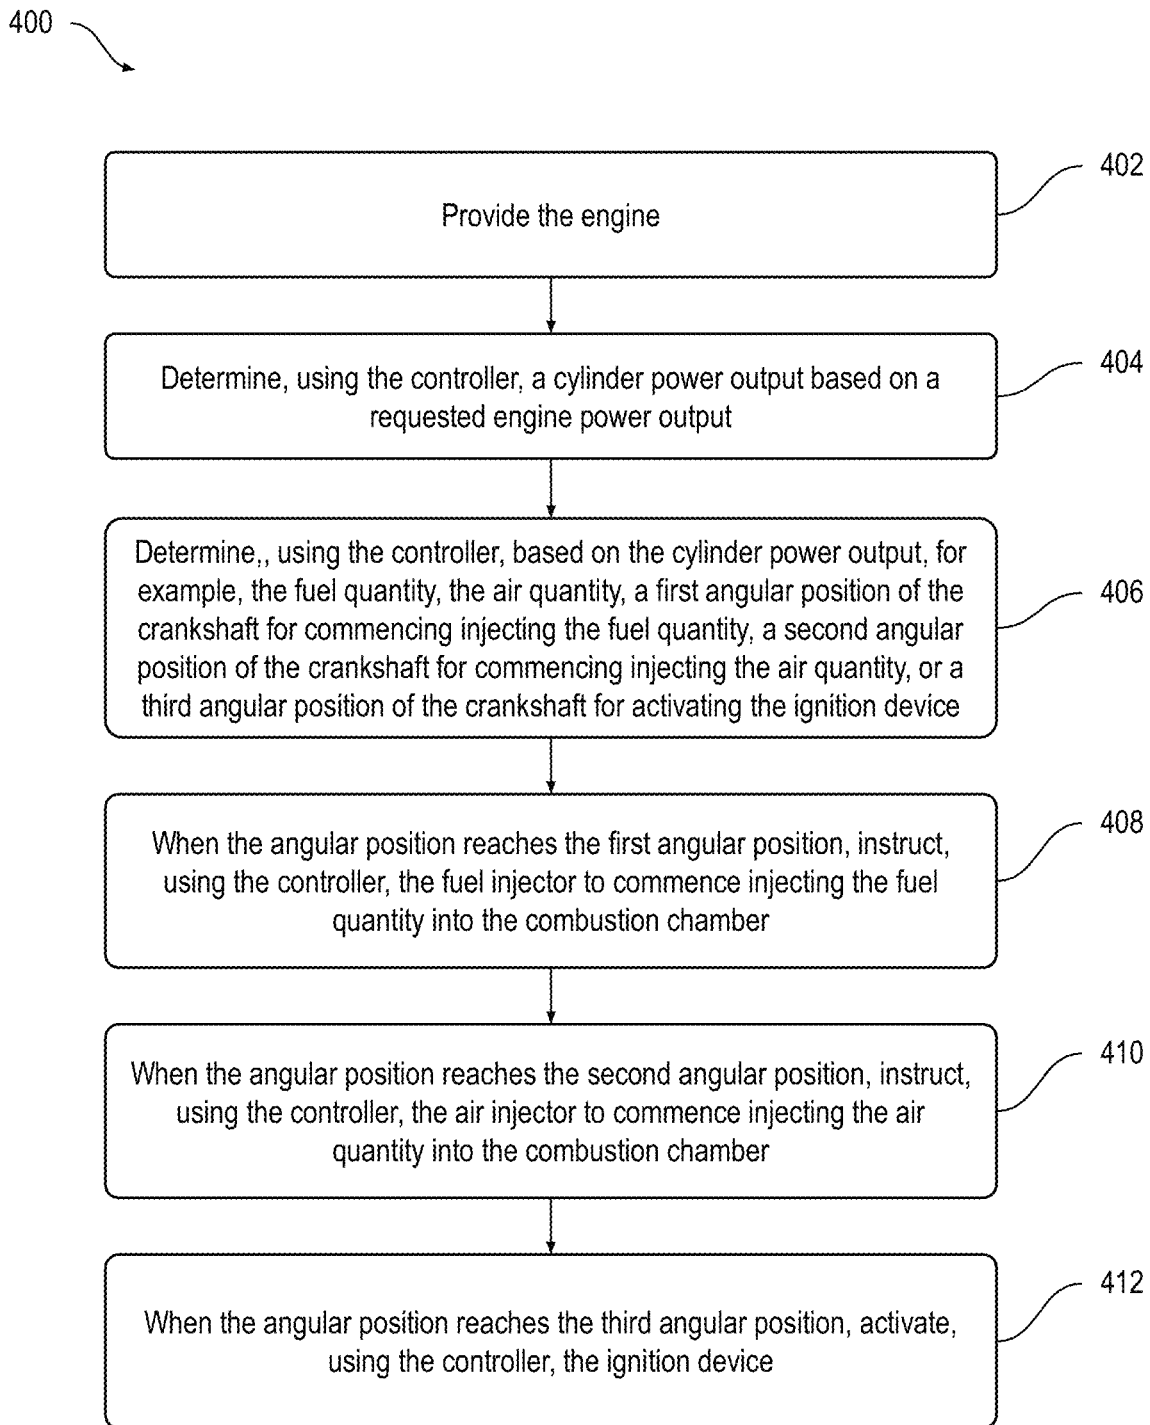 400
402
Provide the engine
404
Determine, using the controller, a cylinder power output based on a
requested engine power output
Determine,, using the controller, based on the cylinder power output, for
example, the fuel quantity, the air quantity, a first angular position of the
crankshaft for commencing injecting the fuel quantity, a second angular
position of the crankshaft for commencing injecting the air quantity, or a
third angular position of the crankshaft for activating the ignition device
406
408
When the angular position reaches the first angular position, instruct,
using the controller, the fuel injector to commence injecting the fuel
quantity into the combustion chamber
410
When the angular position reaches the second angular position, instruct,
using the controller, the air injector to commence injecting the air
quantity into the combustion chamber
412
When the angular position reaches the third angular position, activate,
using the controller, the ignition device